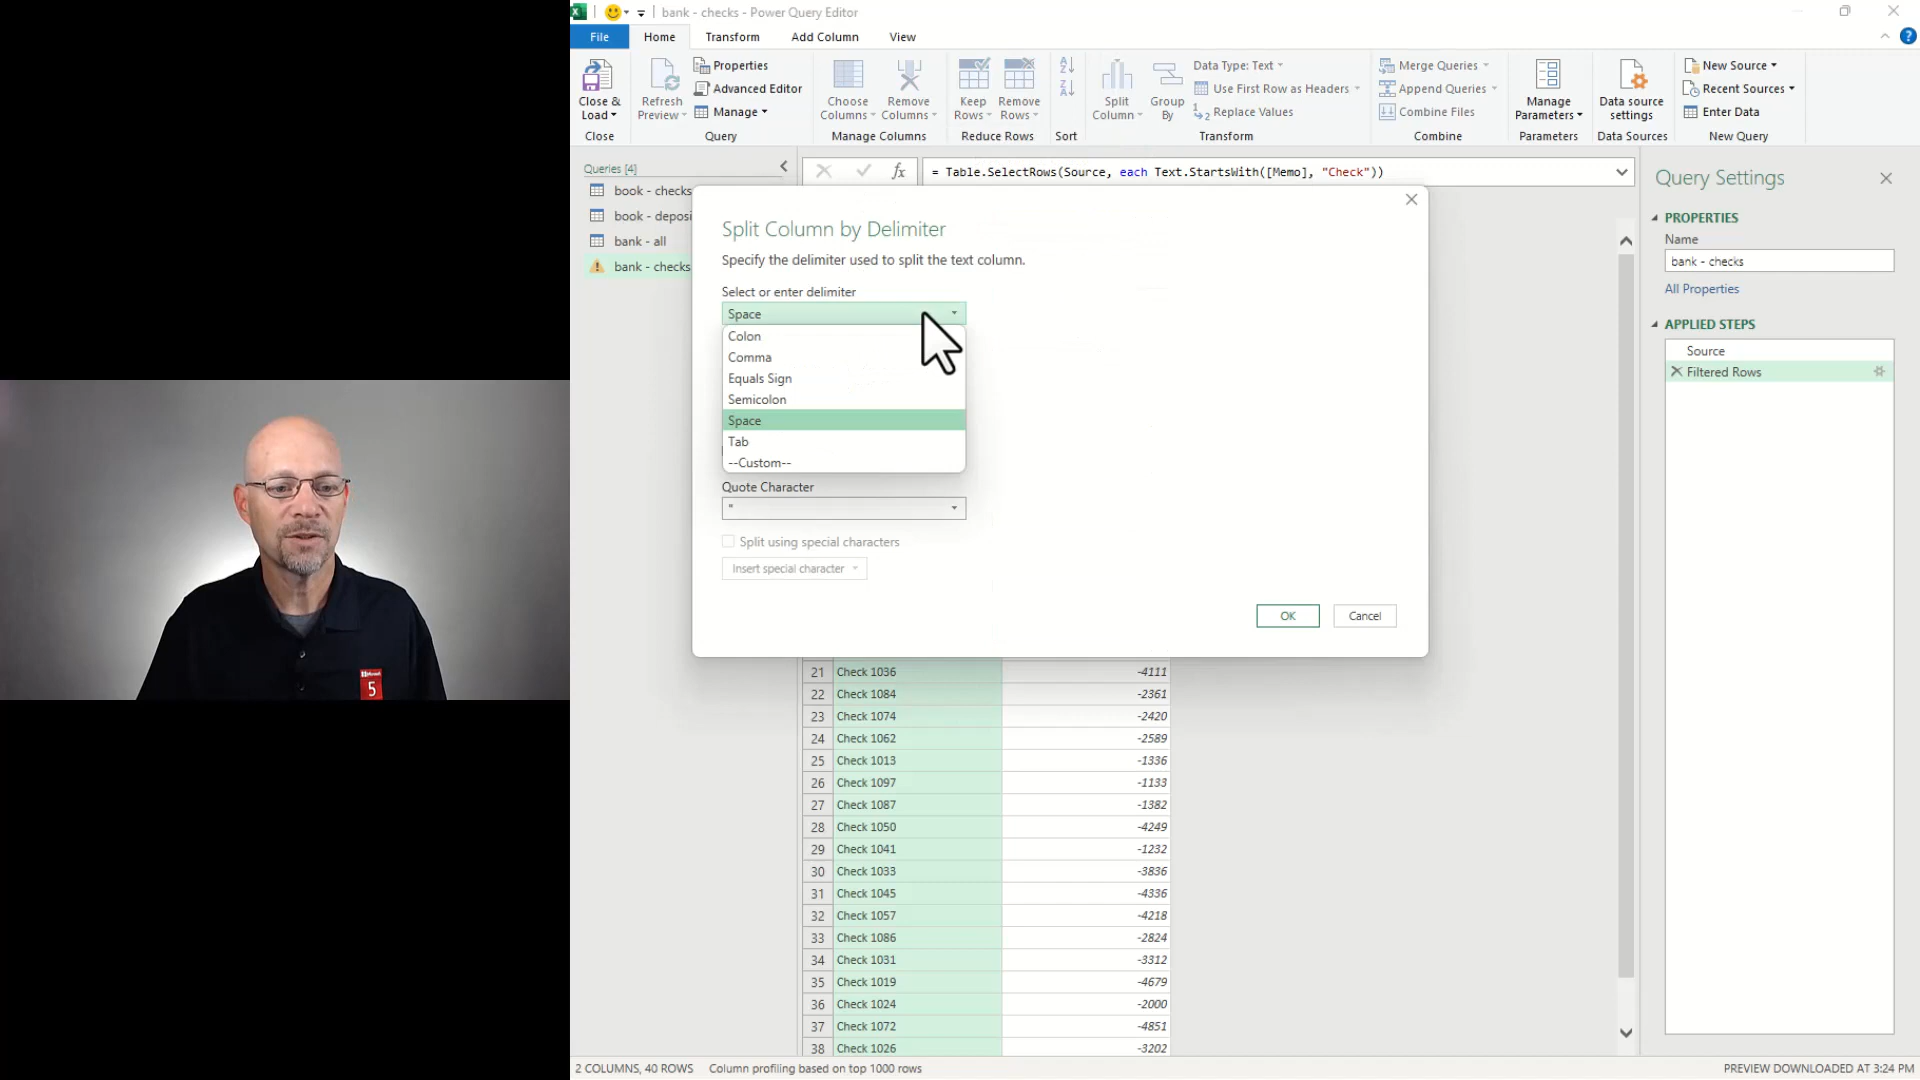 bank - checks - Power Query Editor
File Home Transform Add Column View
Close & Load
Close
Refresh Preview
Properties
Advanced Editor
Manage
Query
Choose Columns
Remove Columns
Manage Columns
Keep Rows
Remove Rows
Reduce Rows
Sort
Split Column
Group By
Data Type: Text
Use First Row as Headers
Replace Values
Transform
Merge Queries
Append Queries
Combine Files
Combine
Manage Parameters
Parameters
Data source settings
Data Sources
New Source
Recent Sources
Enter Data
New Query
Queries [4]
book - checks
book - deposi
bank - all
bank - checks
fx
= Table.SelectRows(Source, each Text.StartsWith([Memo], "Check"))
Split Column by Delimiter
Specify the delimiter used to split the text column.
Select or enter delimiter
Space
Colon
Comma
Equals Sign
Semicolon
Space
Tab
--Custom--
Quote Character
"
Split using special characters
Insert special character
OK Cancel
21 Check 1036 -4111
22 Check 1084 -2361
23 Check 1074 -2420
24 Check 1062 -2589
25 Check 1013 -1336
26 Check 1097 -1133
27 Check 1087 -1382
28 Check 1050 -4249
29 Check 1041 -1232
30 Check 1033 -3836
31 Check 1045 -4336
32 Check 1057 -4218
33 Check 1086 -2824
34 Check 1031 -3312
35 Check 1019 -4679
36 Check 1024 -2000
37 Check 1072 -4851
38 Check 1026 -3202
Query Settings
PROPERTIES
Name
bank - checks
All Properties
APPLIED STEPS
Source
Filtered Rows
2 COLUMNS, 40 ROWS Column profiling based on top 1000 rows
PREVIEW DOWNLOADED AT 3:24 PM
5